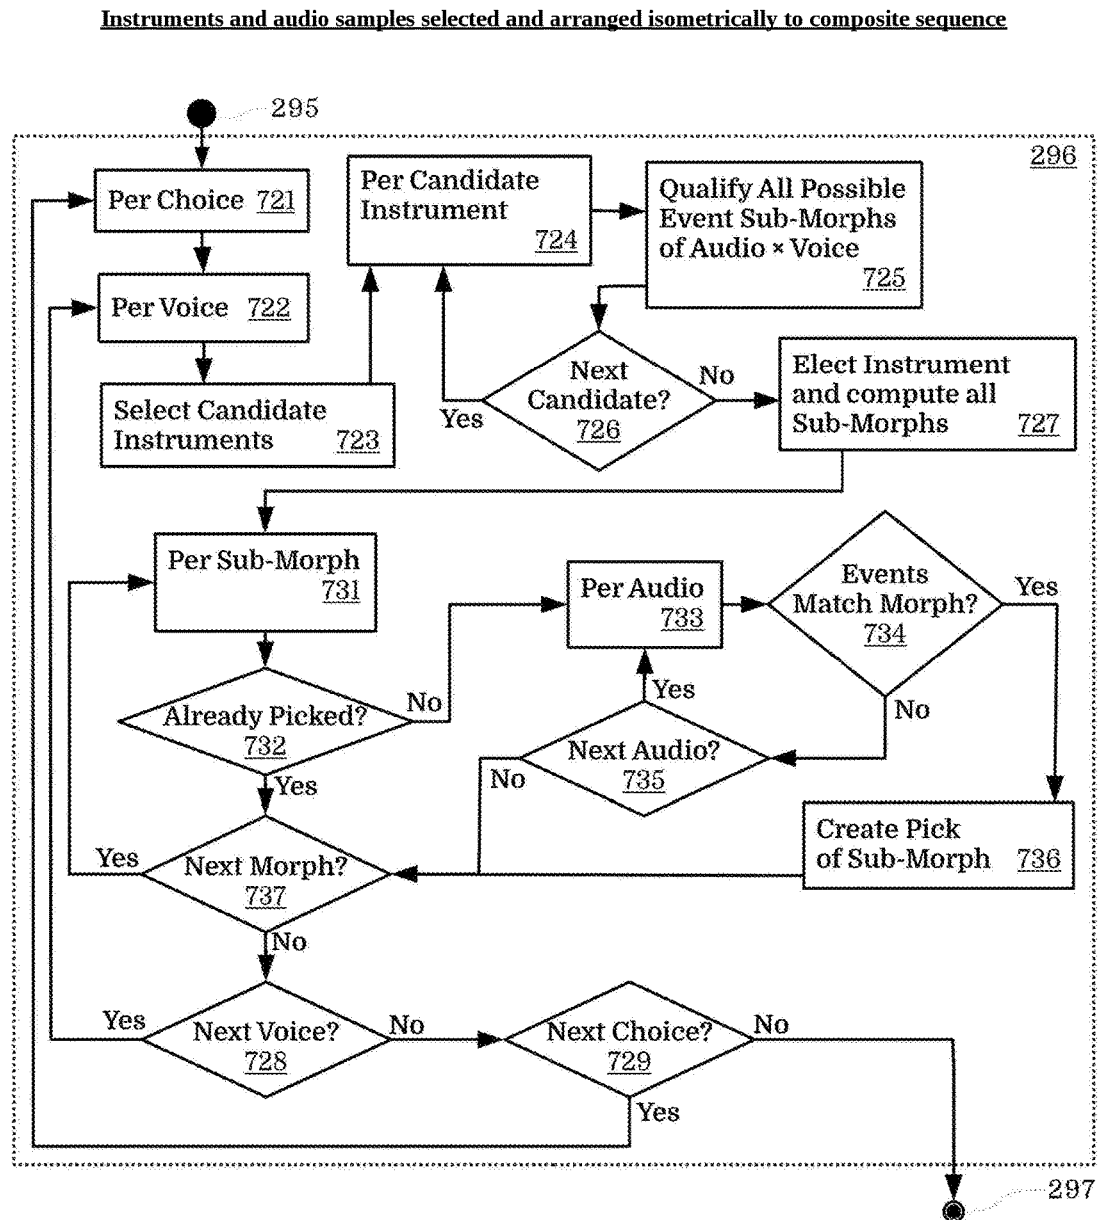 Instruments and audio samples selected and arranged isometrically to composite sequence
295
296
Per Choice 721
Per Candidate
Instrument
724
Qualify All Possible
Event Sub-Morphs
of Audio × Voice
725
Per Voice 722
Select Candidate
Instruments 723
Next
Candidate?
726
Yes
No
Elect Instrument
and compute all
Sub-Morphs 727
Per Sub-Morph
731
Per Audio
733
Events
Match Morph?
734
Yes
No
Already Picked?
732
No
Yes
Next Audio?
735
Yes
No
Create Pick
of Sub-Morph 736
Next Morph?
737
Yes
No
Next Voice?
728
Yes
No
Next Choice?
729
No
Yes
297